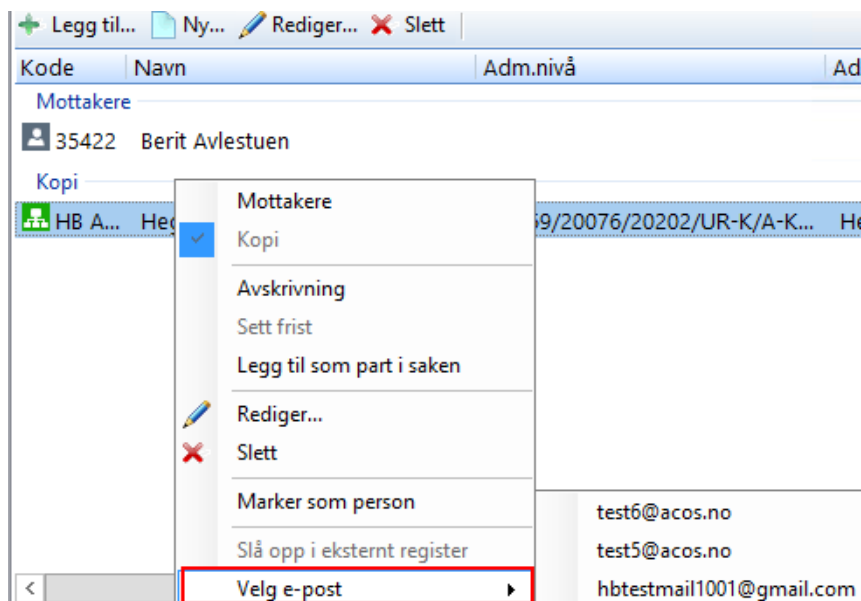 Legg til... Ny... Rediger... Slett
Kode Navn Adm.nivå Ad
Mottakere
35422 Berit Avlestuen
Kopi
HB A... Heg 59/20076/20202/UR-K/A-K... He
Mottakere
Kopi
Avskrivning
Sett frist
Legg til som part i saken
Rediger...
Slett
Marker som person
Slå opp i eksternt register
Velg e-post
test6@acos.no
test5@acos.no
hbtestmail1001@gmail.com